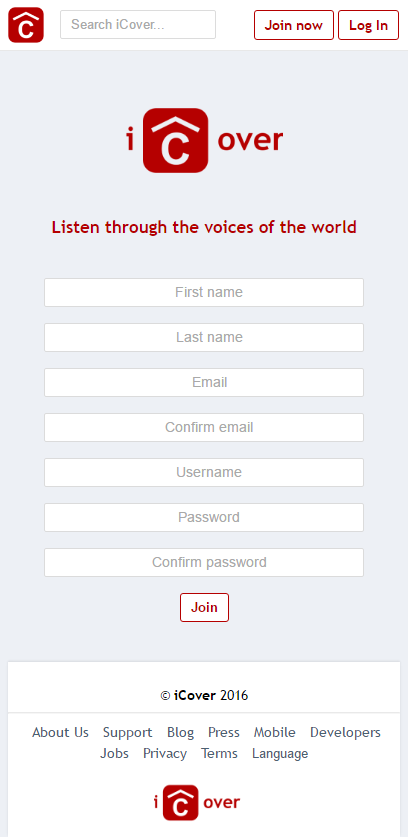 C Search iCover... Join now Log In
i C over
Listen through the voices of the world
First name
Last name
Email
Confirm email
Username
Password
Confirm password
Join
© iCover 2016
About Us Support Blog Press Mobile Developers
Jobs Privacy Terms Language
i C over